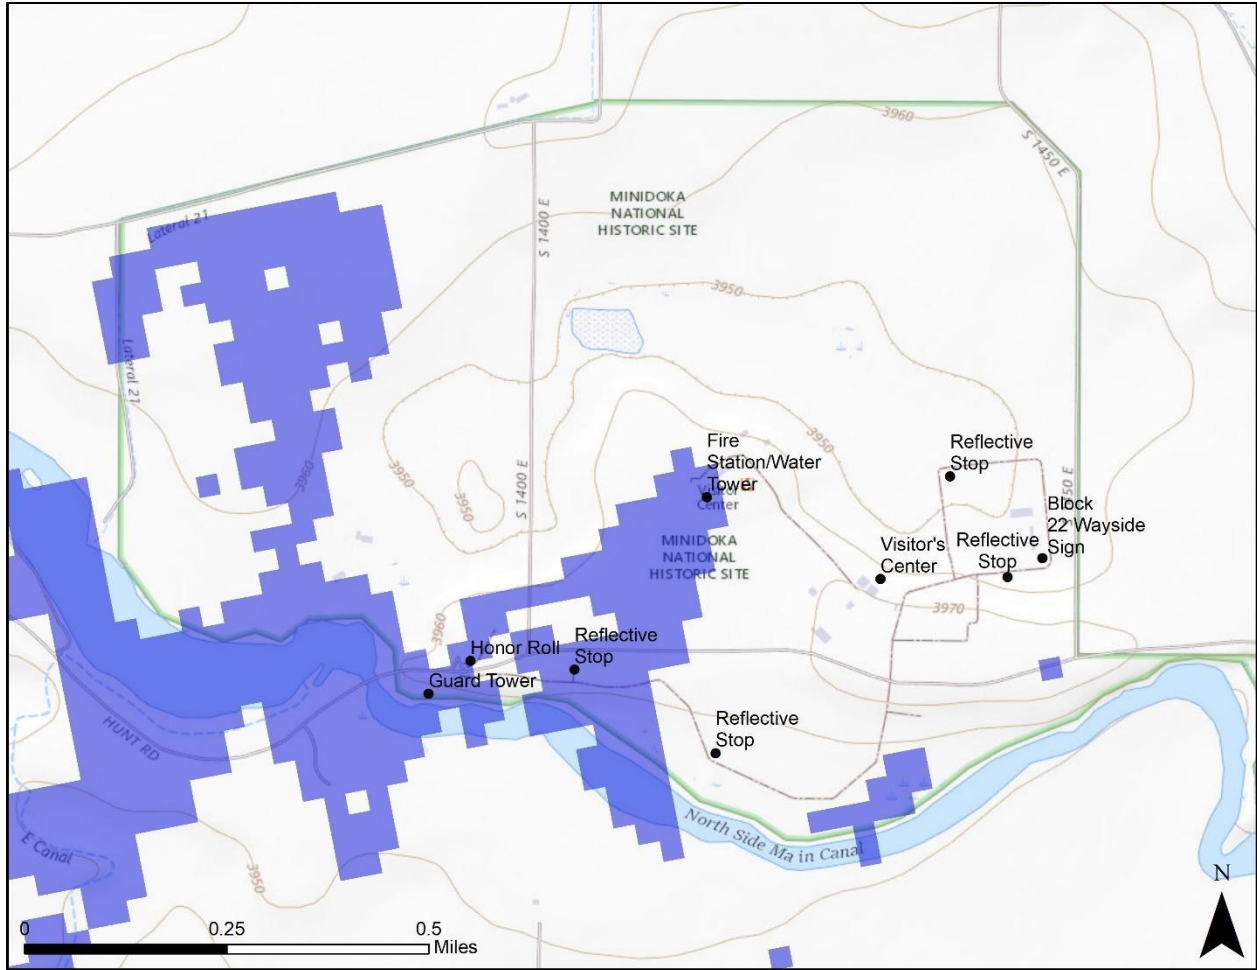 3960
S 1450 E
MINIDOKA
NATIONAL
HISTORIC SITE
Lateral 21
S 1400 E
3950
Lateral 21
Fire
Station/Water
Tower
Visitor
Center
3950
Reflective
Stop
3960
3950
3950
S 1400 E
Block
22 Wayside
Sign
MINIDOKA
NATIONAL
HISTORIC SITE
Visitor's
Center
Reflective
Stop
3970
3960
Honor Roll
Reflective
Stop
Guard Tower
HUNT RD
Reflective
Stop
North Side Ma in Canal
E Canal
3950
N
0 0.25 0.5
Miles